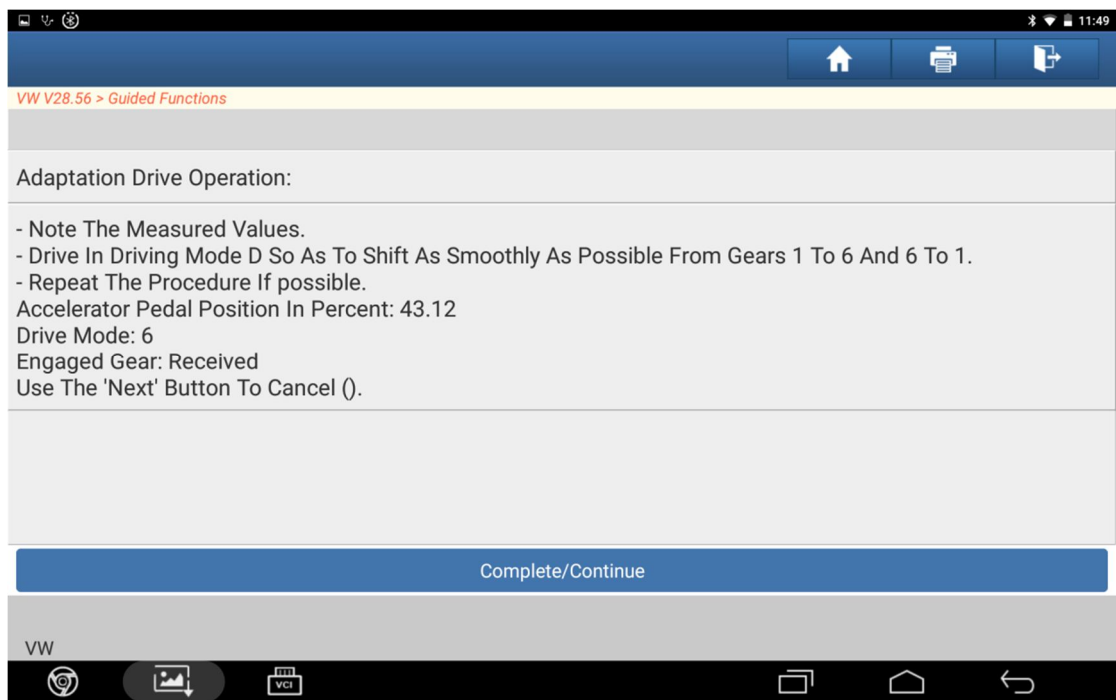 11:49
VW V28.56 > Guided Functions
Adaptation Drive Operation:
- Note The Measured Values.
- Drive In Driving Mode D So As To Shift As Smoothly As Possible From Gears 1 To 6 And 6 To 1.
- Repeat The Procedure If possible.
Accelerator Pedal Position In Percent: 43.12
Drive Mode: 6
Engaged Gear: Received
Use The 'Next' Button To Cancel ().
Complete/Continue
VW
VCI